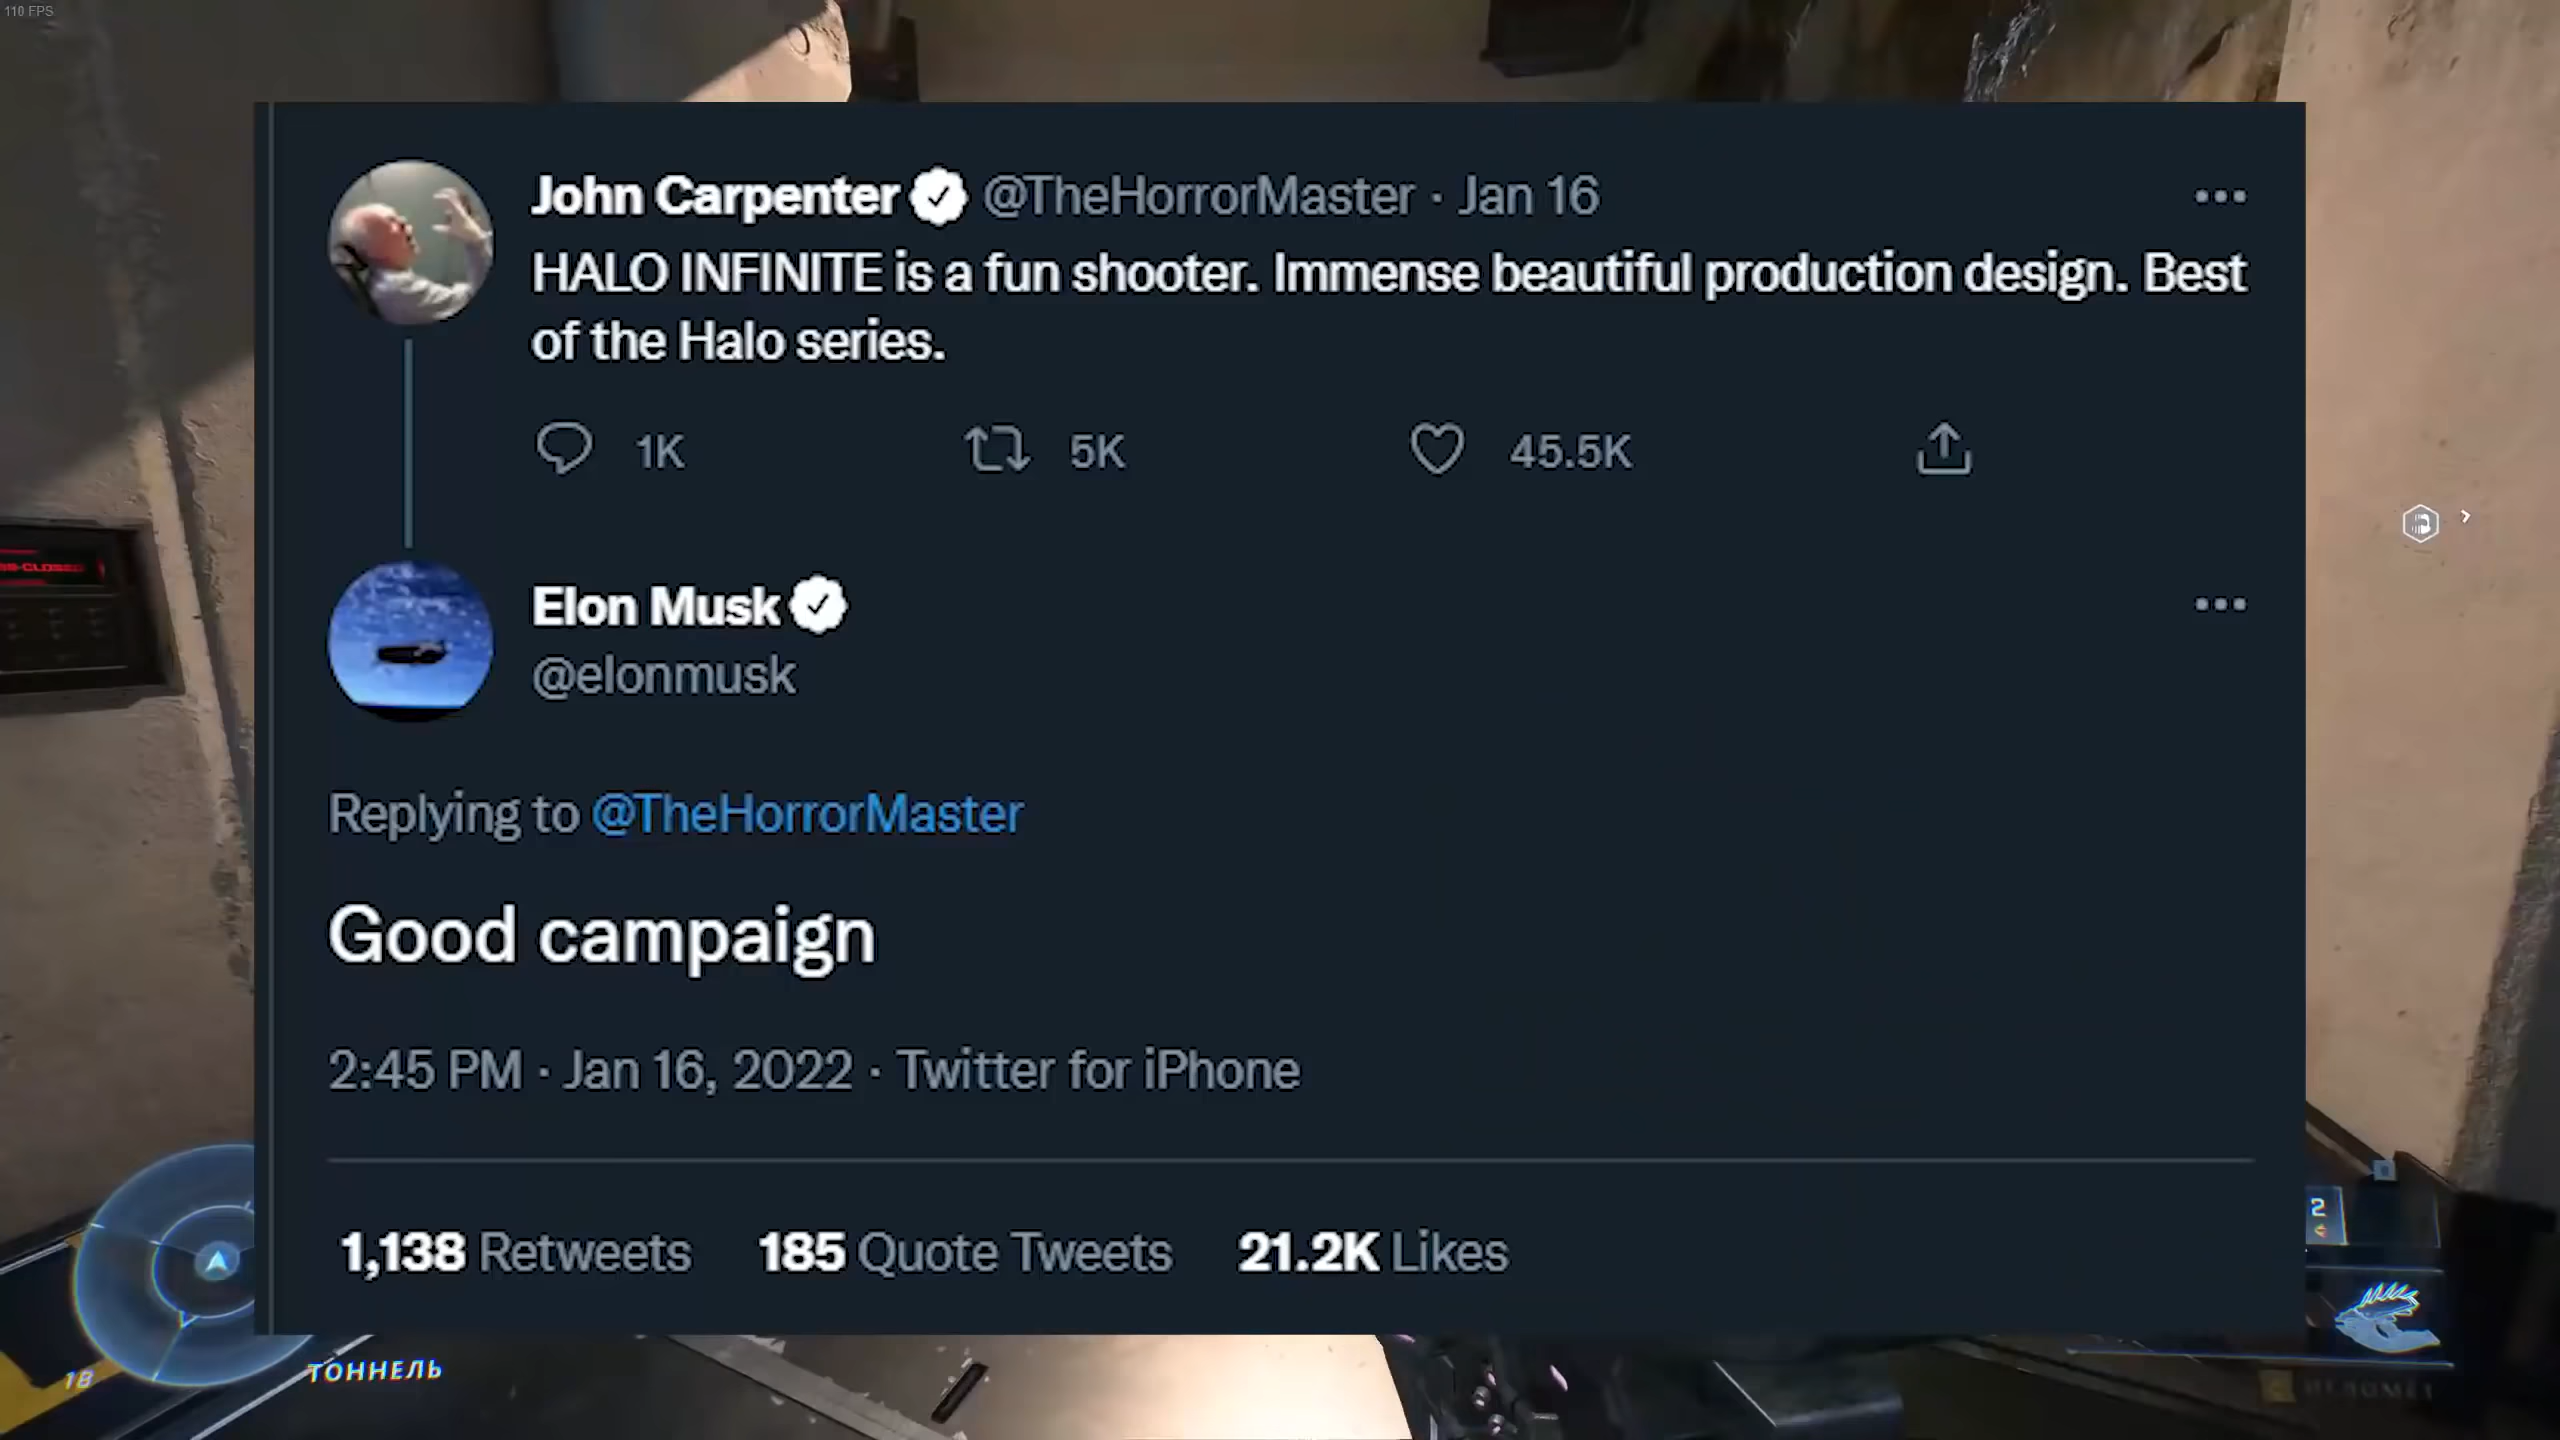 110 FPS
John Carpenter @TheHorrorMaster · Jan 16
HALO INFINITE is a fun shooter. Immense beautiful production design. Best
of the Halo series.
1K 5K 45.5K
Elon Musk
@elonmusk
Replying to @TheHorrorMaster
Good campaign
2:45 PM · Jan 16, 2022 · Twitter for iPhone
1,138 Retweets 185 Quote Tweets 21.2K Likes
2
18
ТОННЕЛЬ